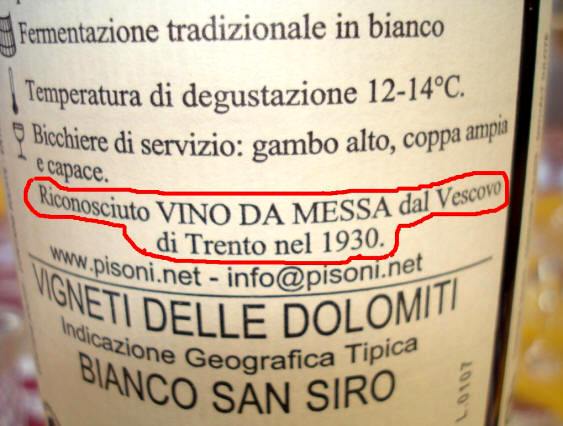 Fermentazione tradizionale in bianco
Temperatura di degustazione 12-14°C.
Bicchiere di servizio: gambo alto, coppa ampia
e capace.
Riconosciuto VINO DA MESSA dal Vescovo
di Trento nel 1930.
www.pisoni.net - info@pisoni.net
VIGNETI DELLE DOLOMITI
Indicazione Geografica Tipica
BIANCO SAN SIRO
L.0107